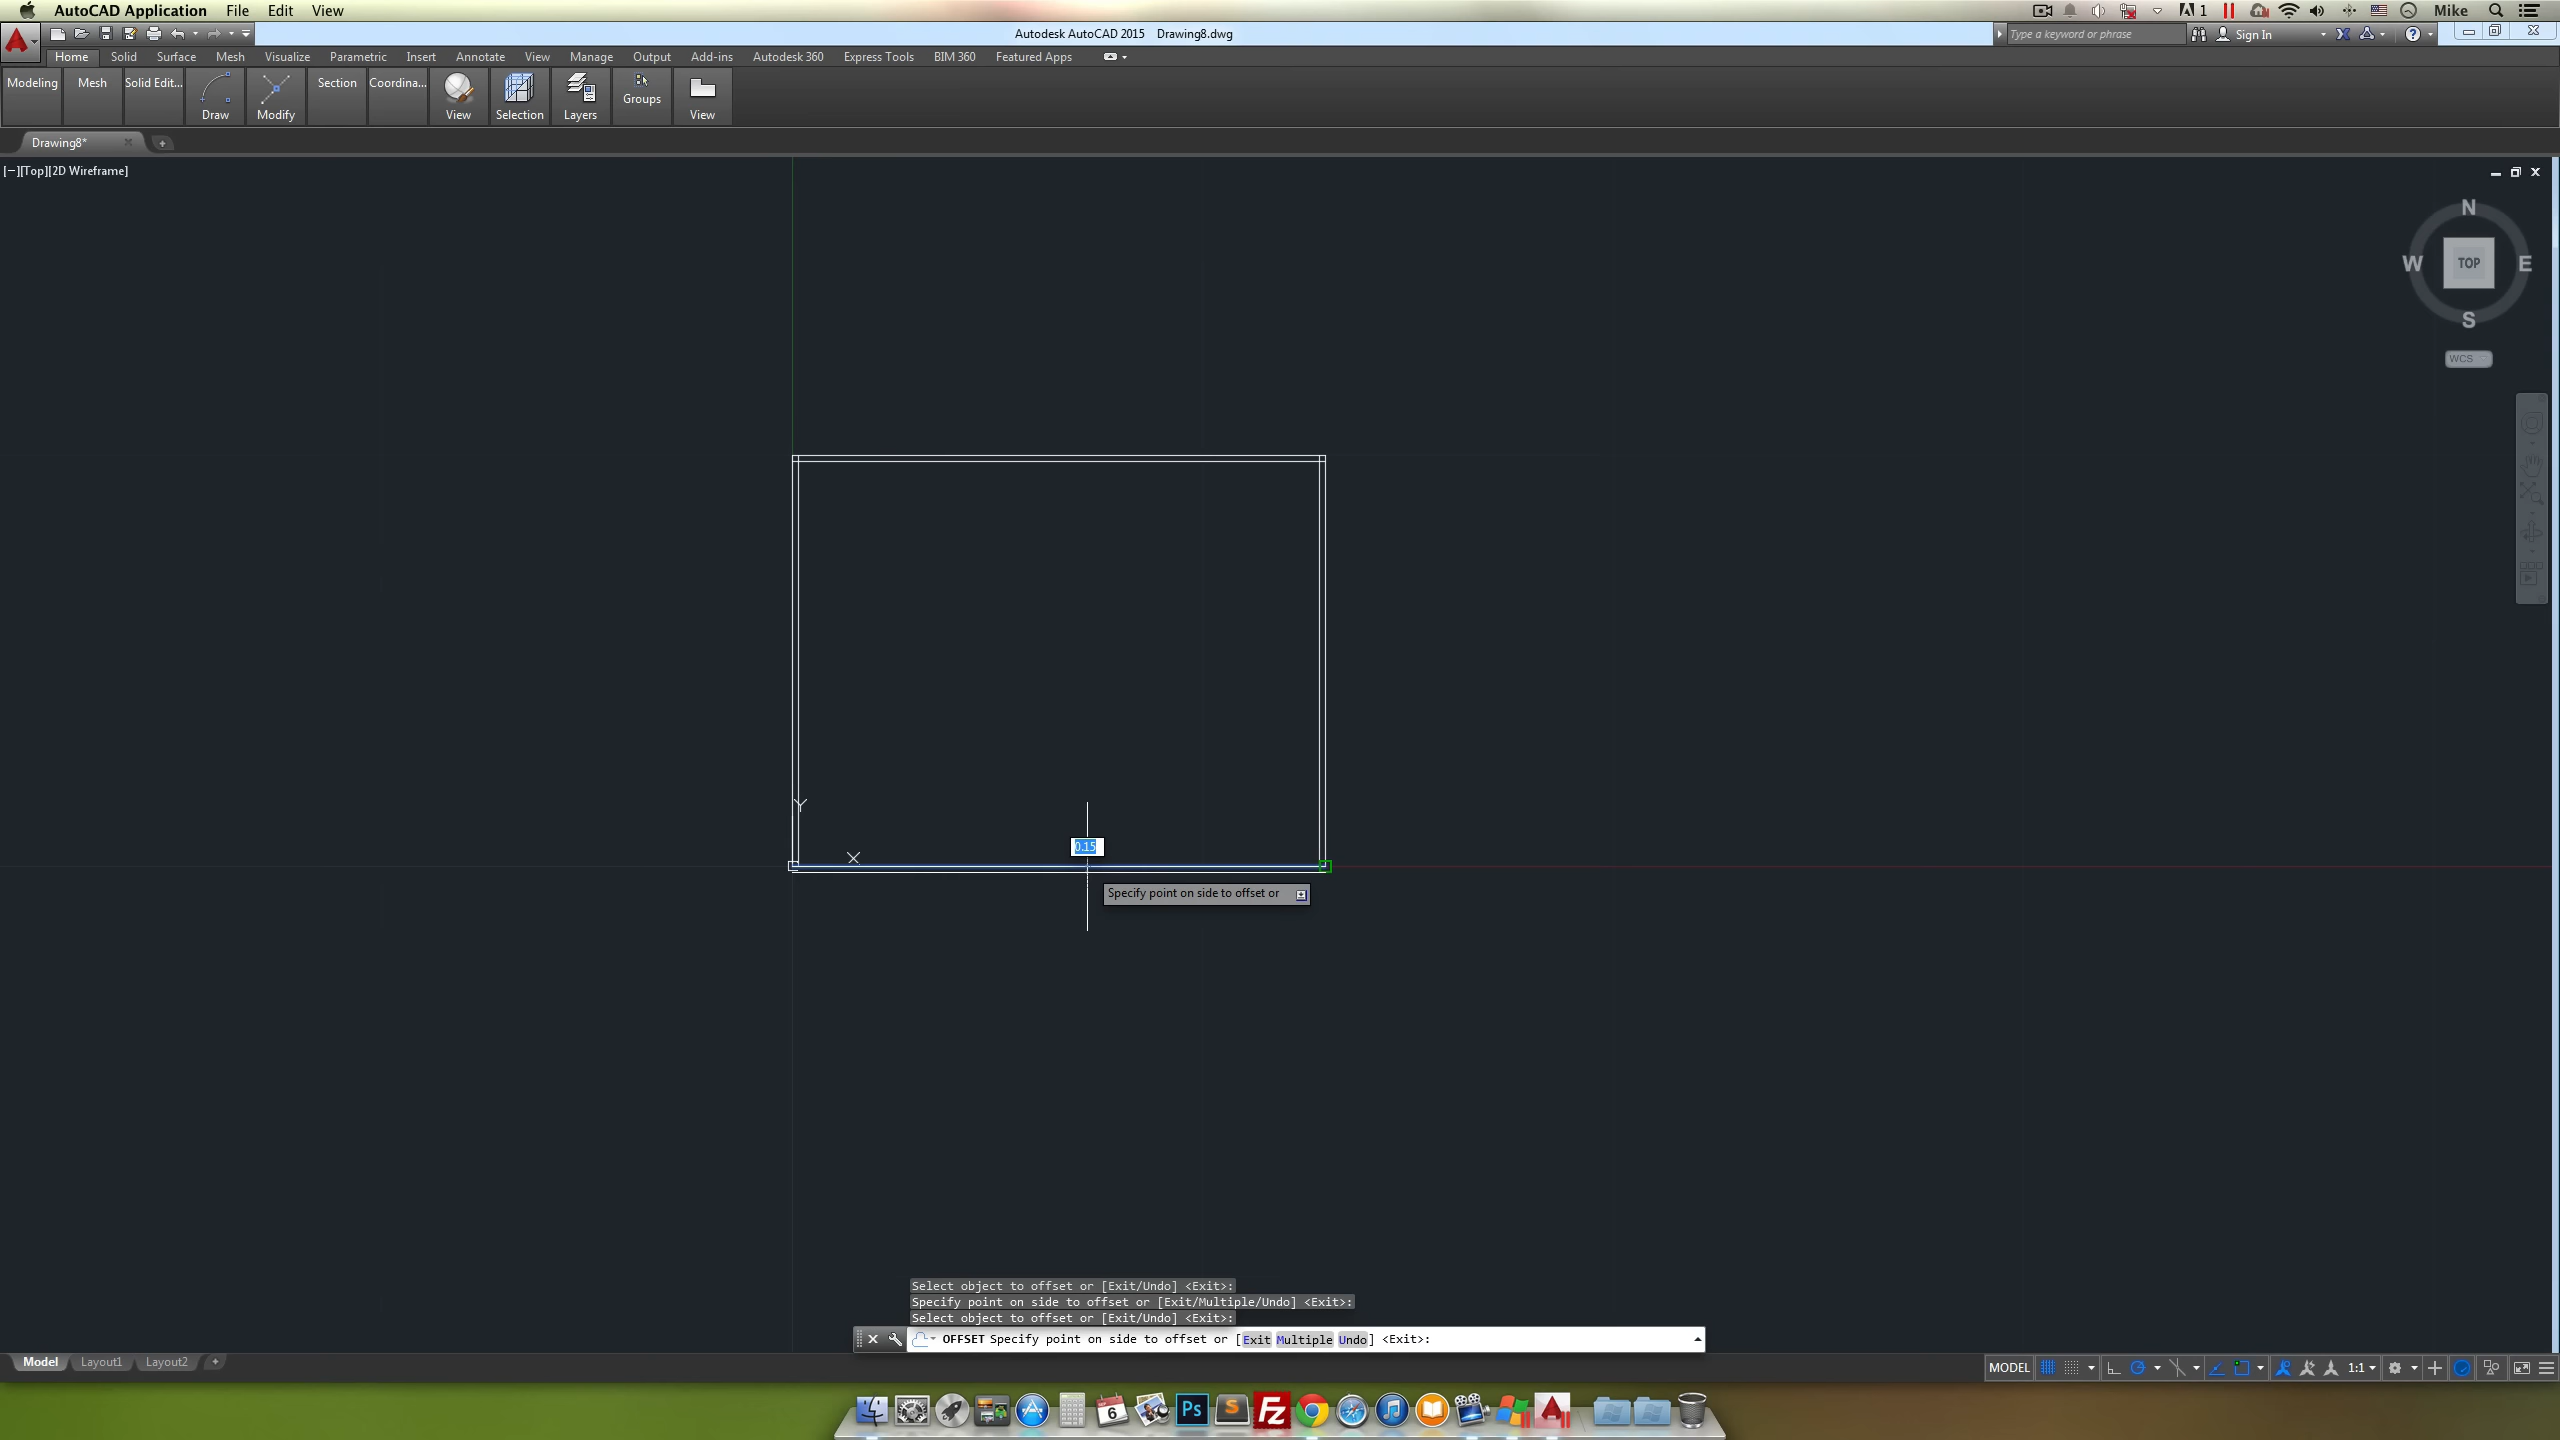 AutoCAD Application File Edit View
1 Mike
Autodesk AutoCAD 2015 Drawing8.dwg
Type a keyword or phrase
Sign In
Home Solid Surface Mesh Visualize Parametric Insert Annotate View Manage Output Add-ins Autodesk 360 Express Tools BIM 360 Featured Apps
Modeling Mesh Solid Edit... Draw Modify Section Coordina... View Selection Layers Groups View
Drawing8*
[−][Top][2D Wireframe]
N
W TOP E
S
WCS
Y
X
0.15
Specify point on side to offset or
Select object to offset or [Exit/Undo] <Exit>:
Specify point on side to offset or [Exit/Multiple/Undo] <Exit>:
Select object to offset or [Exit/Undo] <Exit>:
OFFSET Specify point on side to offset or [Exit Multiple Undo] <Exit>:
Model Layout1 Layout2
MODEL 1:1
6 Ps S Fz